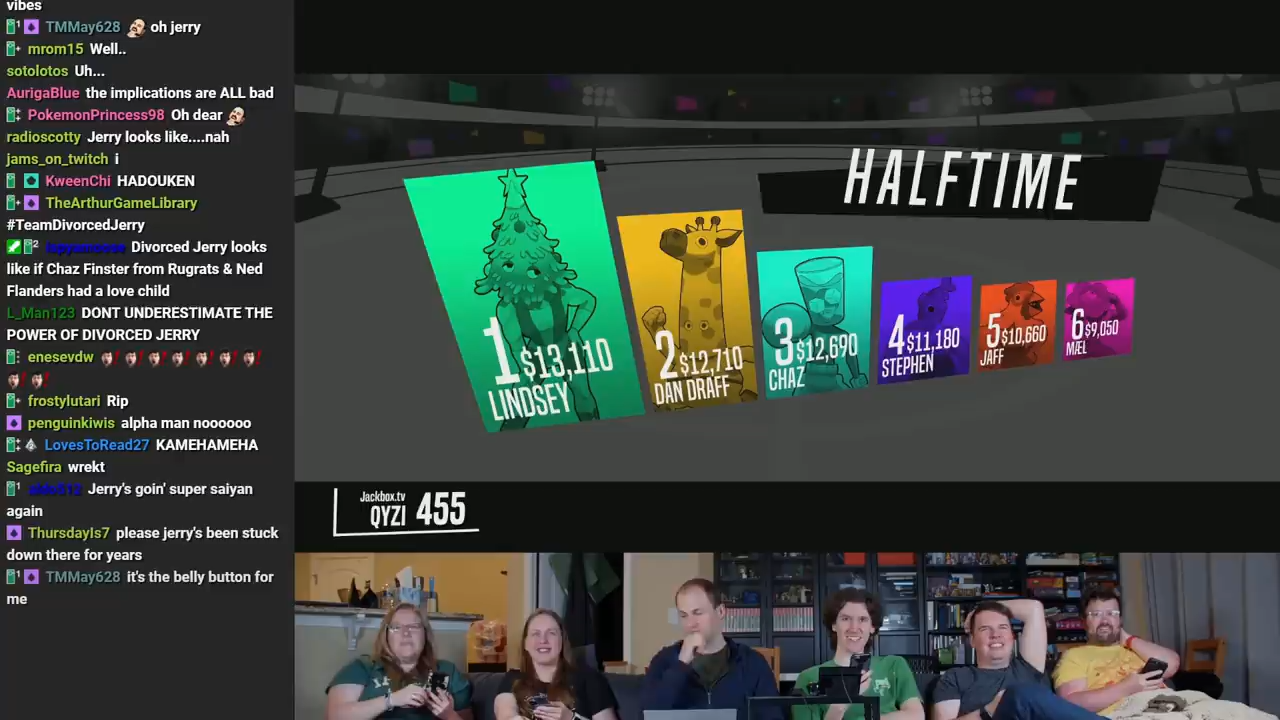 vibes
TMMay628 oh jerry
mrom15 Well..
sotolotos Uh...
AurigaBlue the implications are ALL bad
PokemonPrincess98 Oh dear
radioscotty Jerry looks like....nah
jams_on_twitch i
KweenChi HADOUKEN
TheArthurGameLibrary
#TeamDivorcedJerry
Divorced Jerry looks
like if Chaz Finster from Rugrats & Ned
Flanders had a love child
L_Man123 DONT UNDERESTIMATE THE
POWER OF DIVORCED JERRY
enesevdw
frostylutari Rip
penguinkiwis alpha man noooooo
LovesToRead27 KAMEHAMEHA
Sagefira wrekt
Jerry's goin' super saiyan
again
ThursdayIs7 please jerry's been stuck
down there for years
TMMay628 it's the belly button for
me
HALFTIME
1 $13,110
LINDSEY
2 $12,710
DAN DRAFF
3 $12,690
CHAZ
4 $11,180
STEPHEN
5 $10,660
JAFF
6 $9,050
MÆL
Jackbox.tv
QYZI 455